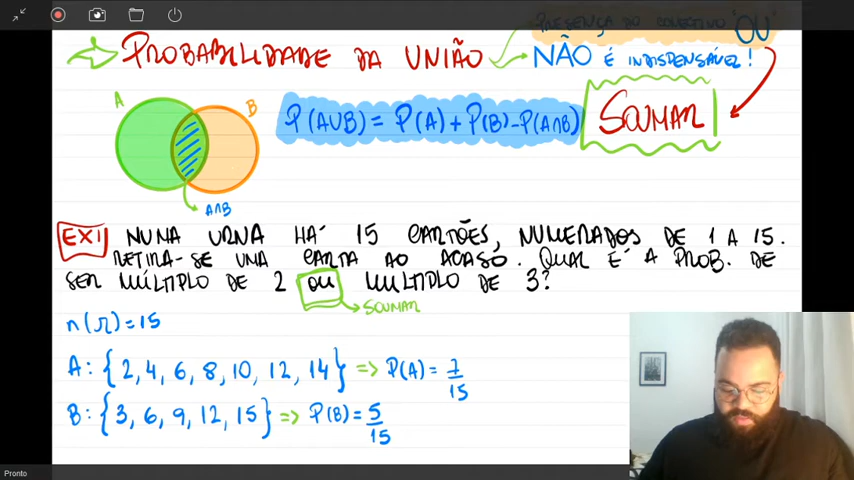 PRESENÇA DO CONECTIVO "OU"
PROBABILIDADE DA UNIÃO
NÃO É INDISPENSÁVEL!
A
B
P(A∪B) = P(A) + P(B) - P(A∩B)
SOUMAR
A∩B
EX1 NUMA URNA HÁ 15 CARTÕES, NUMERADOS DE 1 A 15.
RETIRA-SE UMA CARTA AO ACASO. QUAL É A PROB. DE
SER MÚLTIPLO DE 2 OU MÚLTIPLO DE 3?
SOUMAR
n(Ω) = 15
A: {2, 4, 6, 8, 10, 12, 14} => P(A) = 7/15
B: {3, 6, 9, 12, 15} => P(B) = 5/15
Pronto